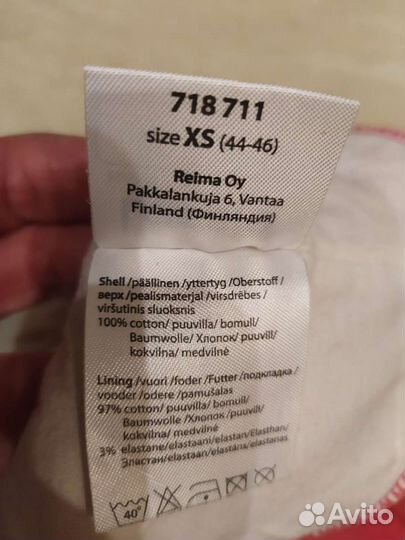 718 711
size XS (44-46)
Reima Oy
Pakkalankuja 6, Vantaa
Finland (Финляндия)
Shell /päällinen /yttertyg /Oberstoff /
верх /pealismaterjal /virsdrēbes /
viršutinis sluoksnis
100% cotton/ puuvilla/ bomull/
Baumwolle/ Хлопок/ puuvill/
kokvilna/ medvilnė
Lining /vuori /foder /Futter /подкладка /
vooder /odere /pamušalas
97% cotton/ puuvilla/ bomull/
Baumwolle /Хлопок/ puuvill/
kokvilna/ medvilnė
3% elastane/elastaani/elastan/Elasthan/
Эластан/elastaan/elastāns/elastanas
40°
Avito